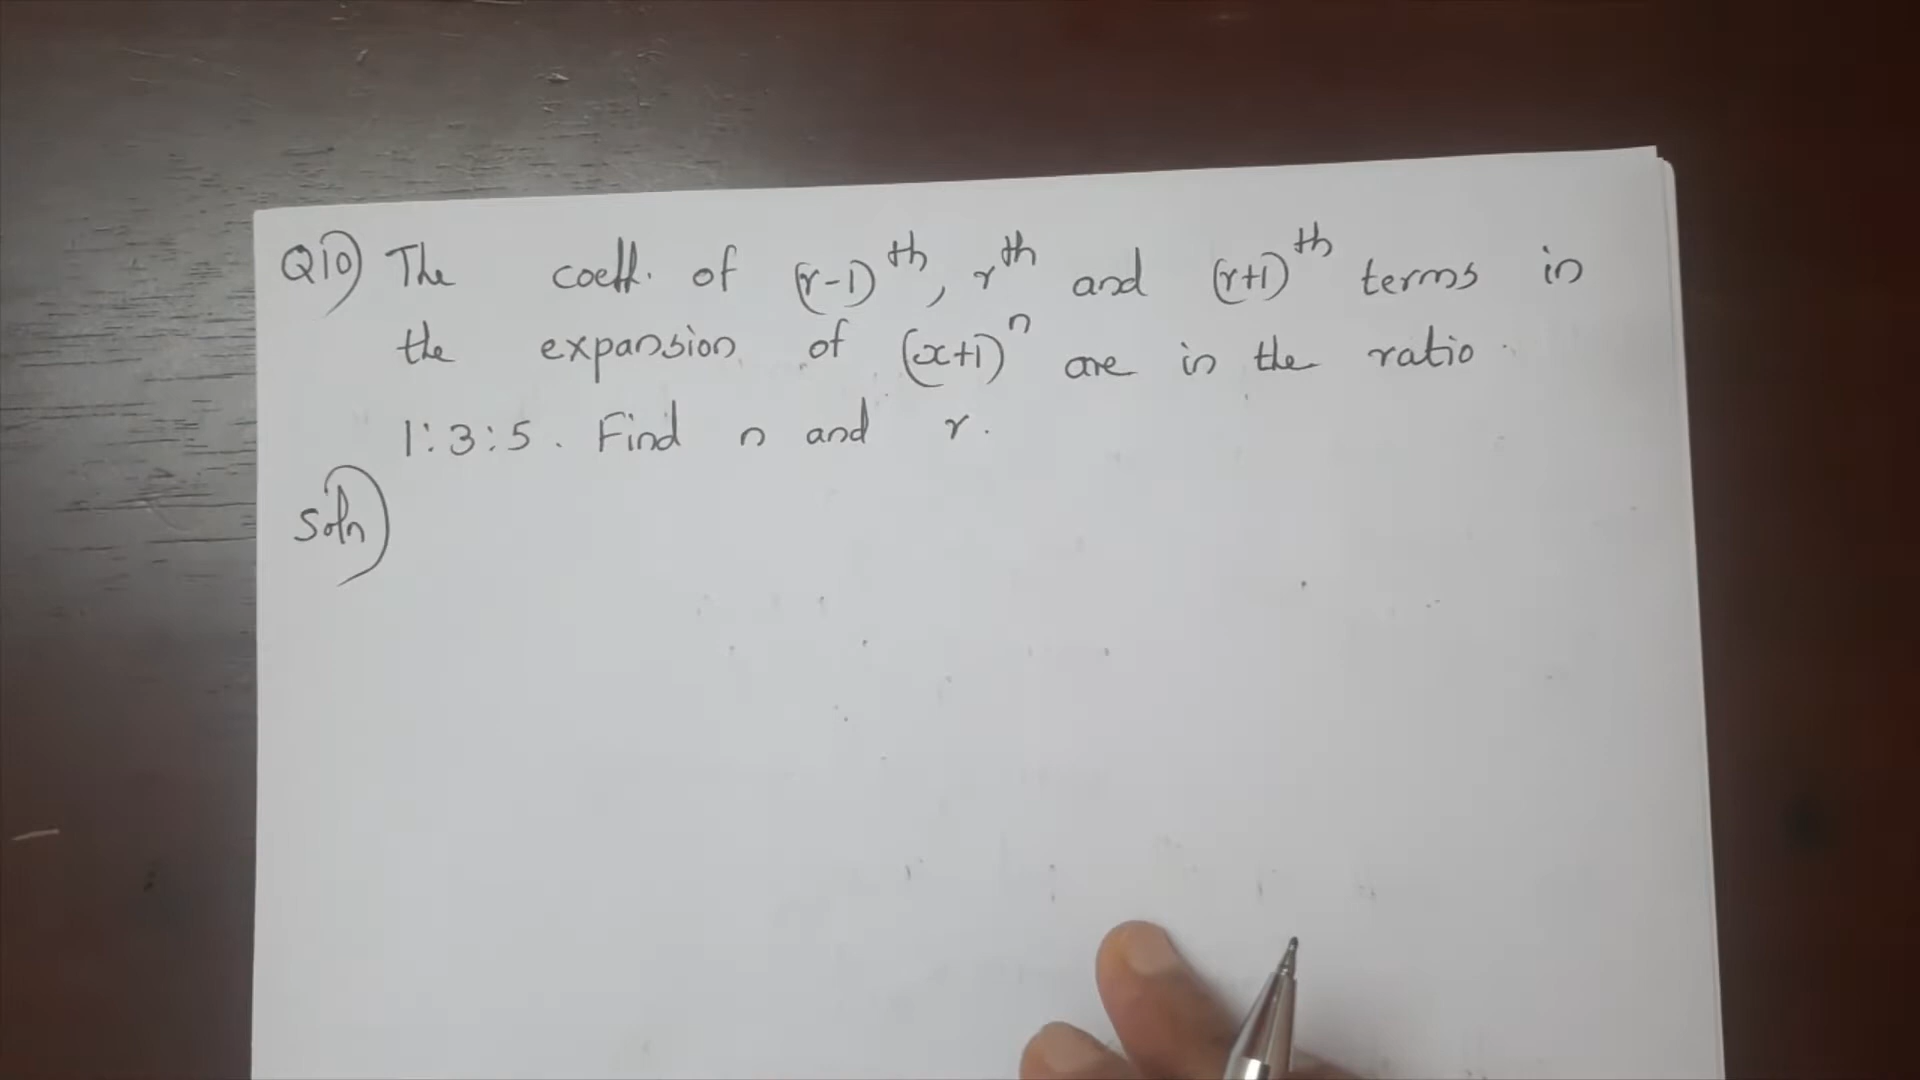 Q10) The coeff. of (r-1)th, rth and (r+1)th terms in
the expansion of (x+1)n are in the ratio
1:3:5. Find n and r.
Soln)